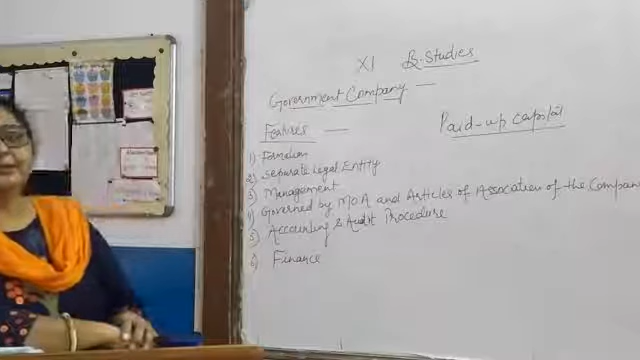 XI B. Studies
Government Company —
Features —
Paid-up capital
1) Formation
2) Separate Legal Entity
3) Management
4) Governed by MOA and Articles of Association of the Company
5) Accounting & Audit Procedure
6) Finance